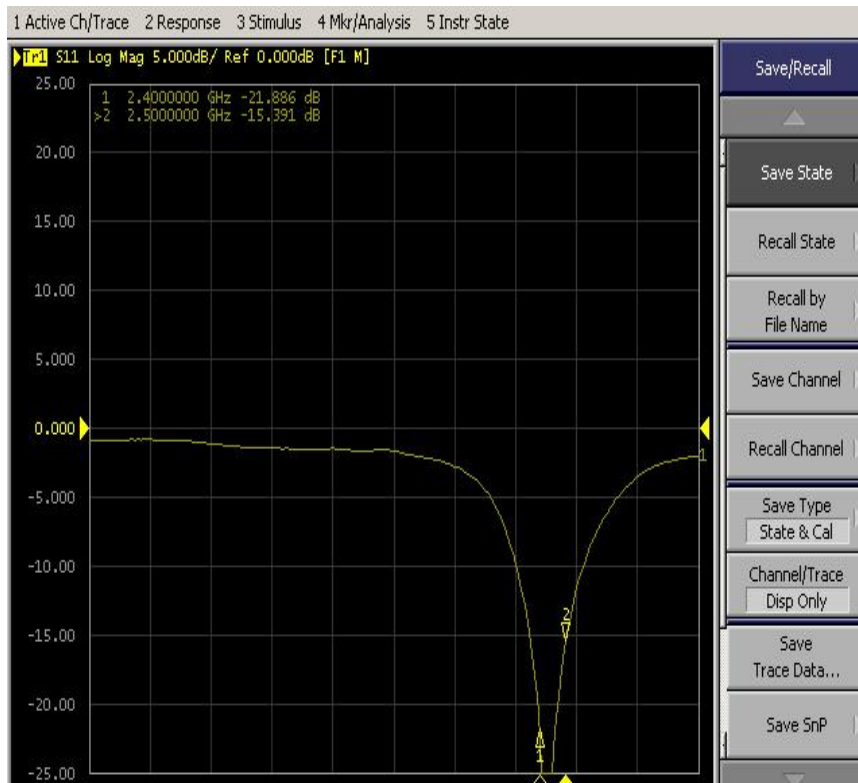 1 Active Ch/Trace 2 Response 3 Stimulus 4 Mkr/Analysis 5 Instr State
Tr1 S11 Log Mag 5.000dB/ Ref 0.000dB [F1 M]
25.00
1 2.4000000 GHz -21.886 dB
>2 2.5000000 GHz -15.391 dB
20.00
15.00
10.00
5.000
0.000
-5.000
-10.00
-15.00
-20.00
-25.00
1
2
1
Save/Recall
Save State
Recall State
Recall by
File Name
Save Channel
Recall Channel
Save Type
State & Cal
Channel/Trace
Disp Only
Save
Trace Data...
Save SnP